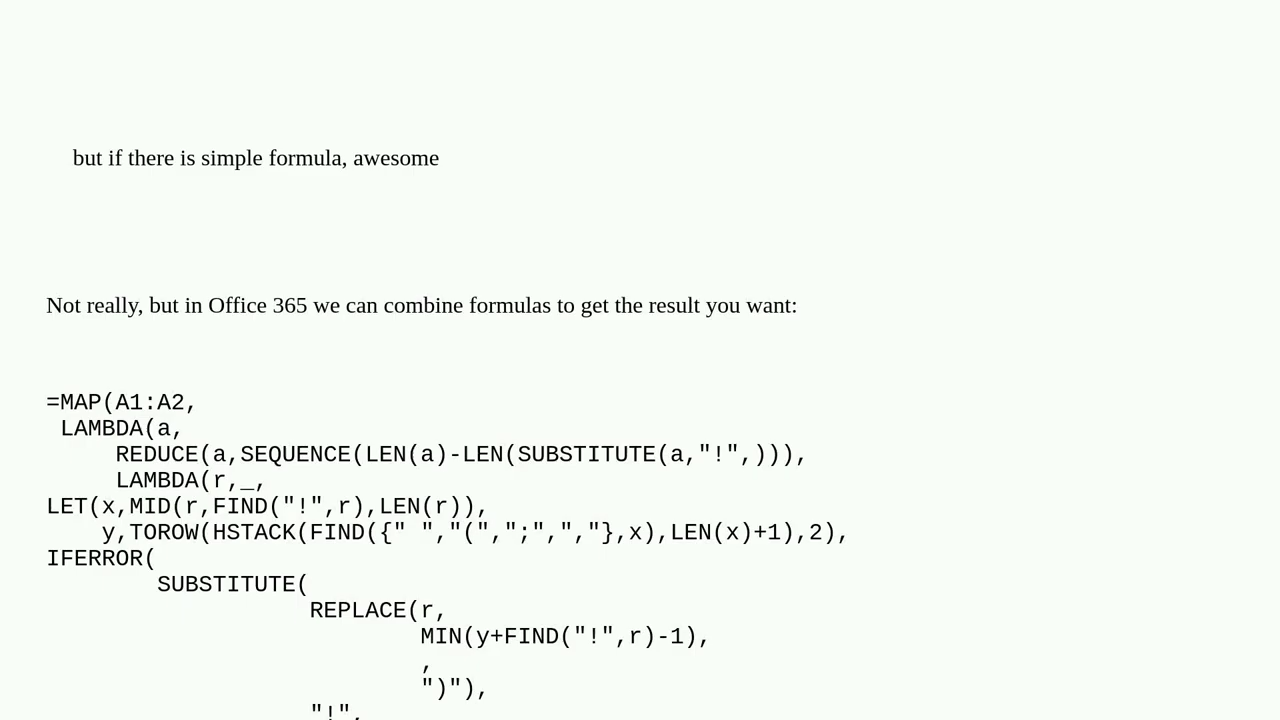 but if there is simple formula, awesome
Not really, but in Office 365 we can combine formulas to get the result you want:
=MAP(A1:A2,
 LAMBDA(a,
     REDUCE(a,SEQUENCE(LEN(a)-LEN(SUBSTITUTE(a,"!",))),
     LAMBDA(r,_,
LET(x,MID(r,FIND("!",r),LEN(r)),
    y,TOROW(HSTACK(FIND({" ","(",";",","},x),LEN(x)+1),2),
IFERROR(
        SUBSTITUTE(
                   REPLACE(r,
                           MIN(y+FIND("!",r)-1),
                           ,
                           ")"),
                   "!",